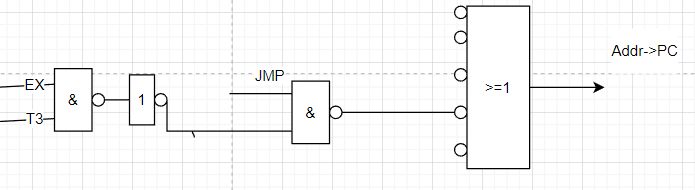 Addr->PC
JMP
EX
& 1 & >=1
T3